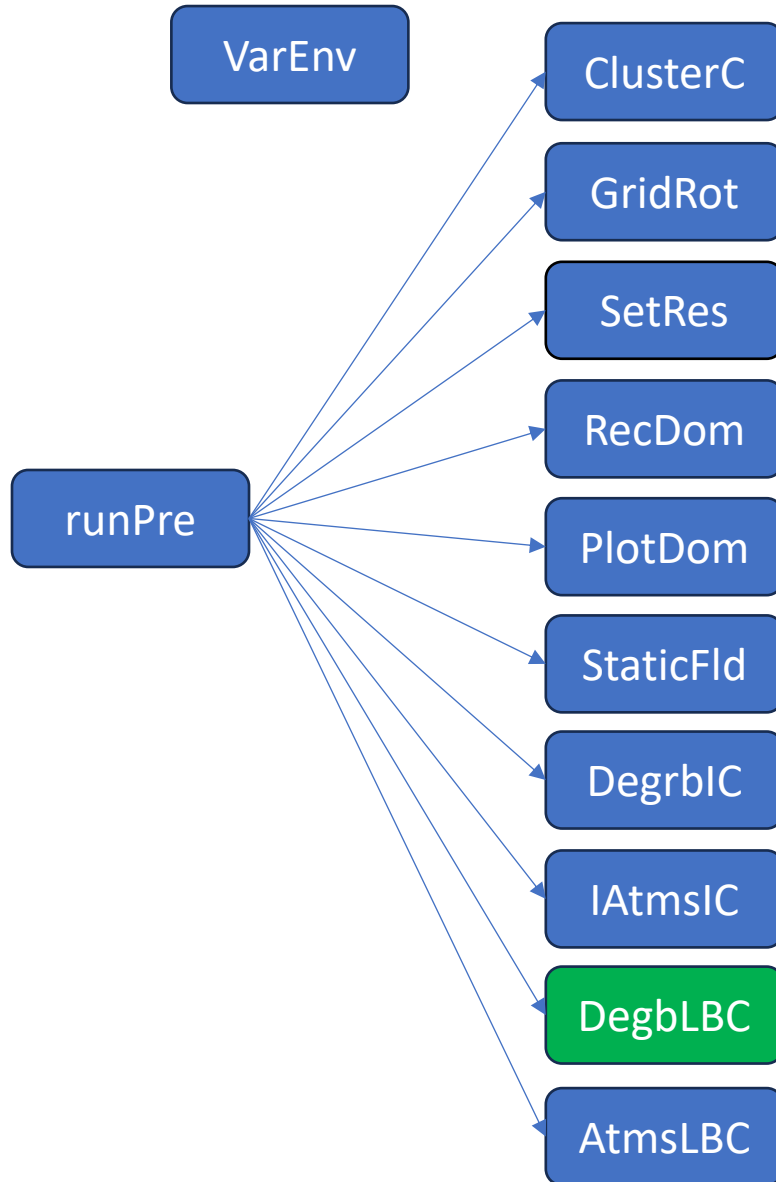 VarEnv
ClusterC
GridRot
SetRes
RecDom
runPre
PlotDom
StaticFld
DegrbIC
IAtmsIC
DegbLBC
AtmsLBC